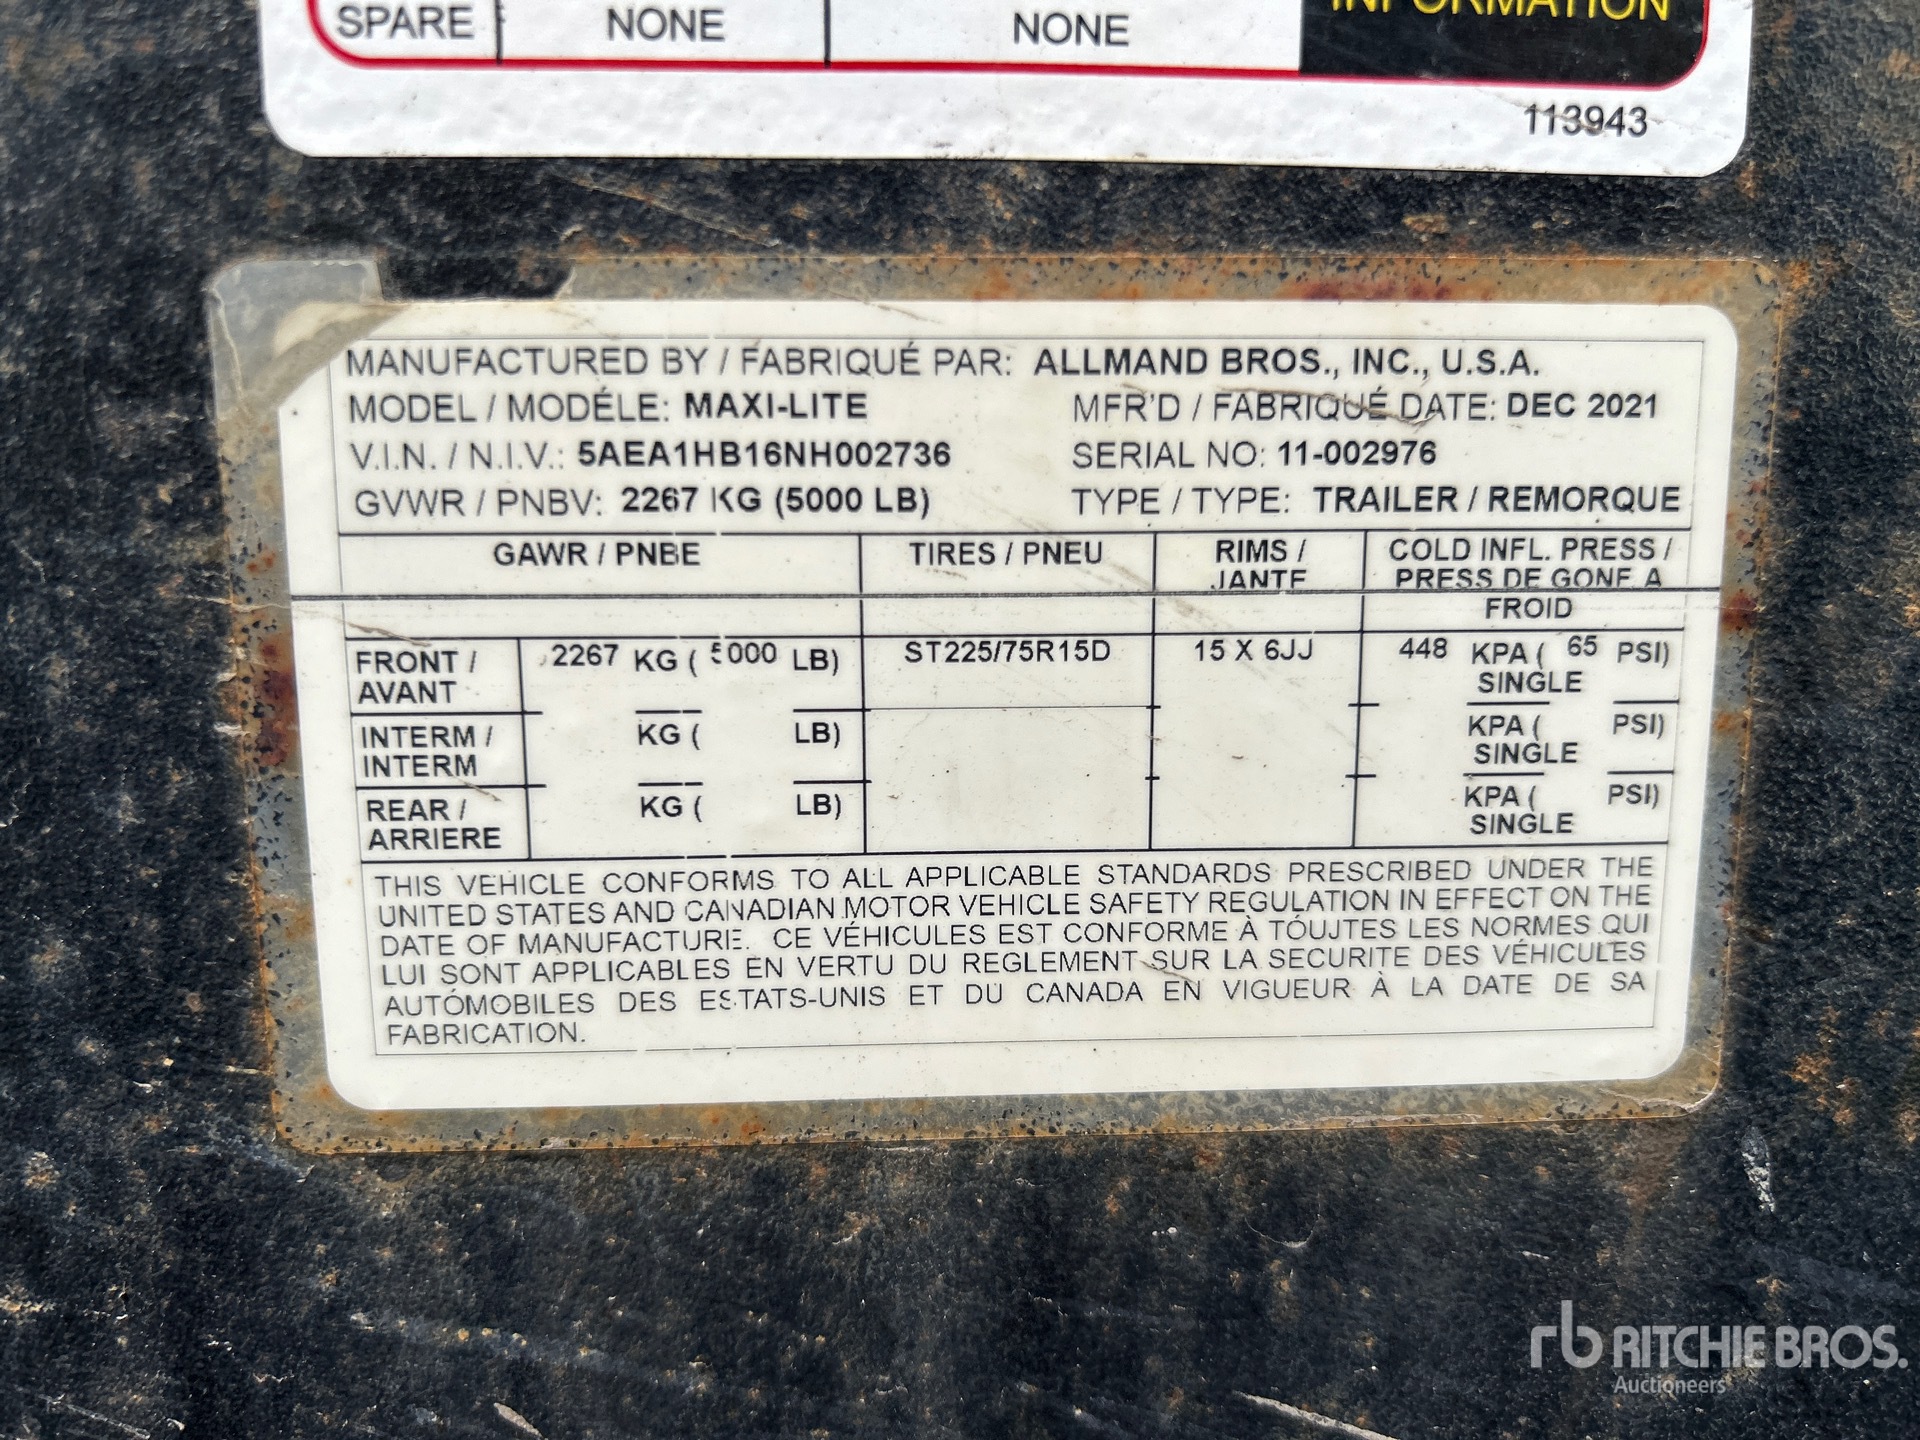 SPARE NONE NONE INFORMATION
113943
MANUFACTURED BY / FABRIQUÉ PAR: ALLMAND BROS., INC., U.S.A.
MODEL / MODÉLE: MAXI-LITE MFR'D / FABRIQUÉ DATE: DEC 2021
V.I.N. / N.I.V.: 5AEA1HB16NH002736 SERIAL NO: 11-002976
GVWR / PNBV: 2267 KG (5000 LB) TYPE / TYPE: TRAILER / REMORQUE
GAWR / PNBE TIRES / PNEU RIMS / COLD INFL. PRESS /
JANTE PRESS DE GONF. A
FROID
FRONT / 2267 KG ( 5000 LB) ST225/75R15D 15 X 6JJ 448 KPA ( 65 PSI)
AVANT SINGLE
INTERM / KG ( LB) KPA ( PSI)
INTERM SINGLE
REAR / KG ( LB) KPA ( PSI)
ARRIERE SINGLE
THIS VEHICLE CONFORMS TO ALL APPLICABLE STANDARDS PRESCRIBED UNDER THE
UNITED STATES AND CANADIAN MOTOR VEHICLE SAFETY REGULATION IN EFFECT ON THE
DATE OF MANUFACTURE. CE VÉHICULES EST CONFORME À TÓUJTES LES NORMES QUI
LUI SONT APPLICABLES EN VERTU DU REGLEMENT SUR LA SECURITE DES VÉHICULES
AUTÓMOBILES DES ESTATS-UNIS ET DU CANADA EN VIGUEUR À LA DATE DE SA
FABRICATION.
rb RITCHIE BROS.
Auctioneers